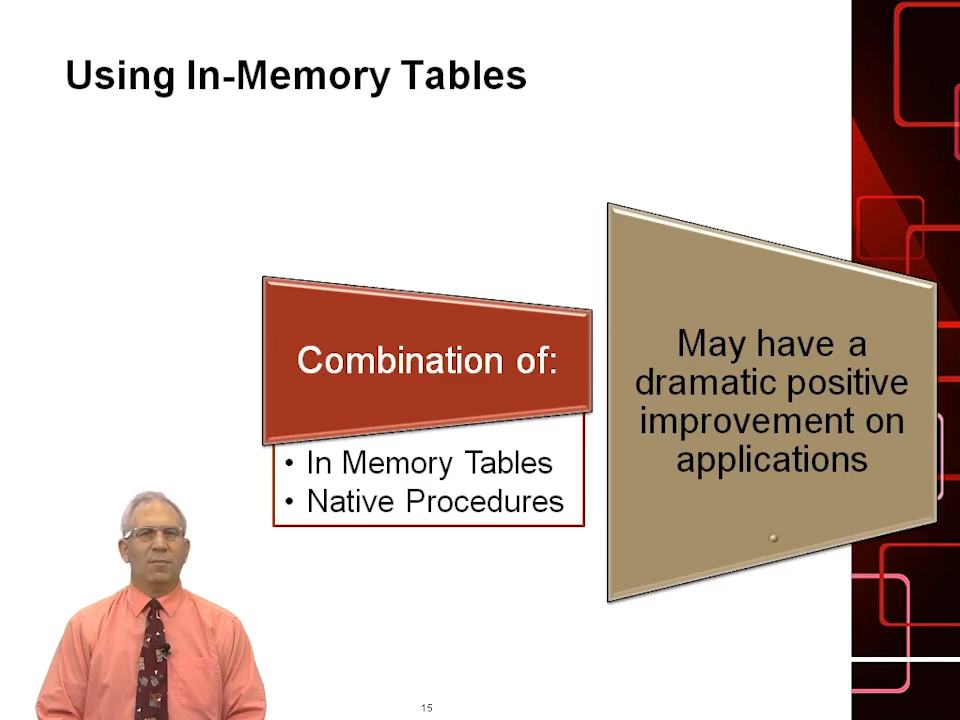 Using In-Memory Tables
Combination of:
• In Memory Tables
• Native Procedures
May have a
dramatic positive
improvement on
applications
15